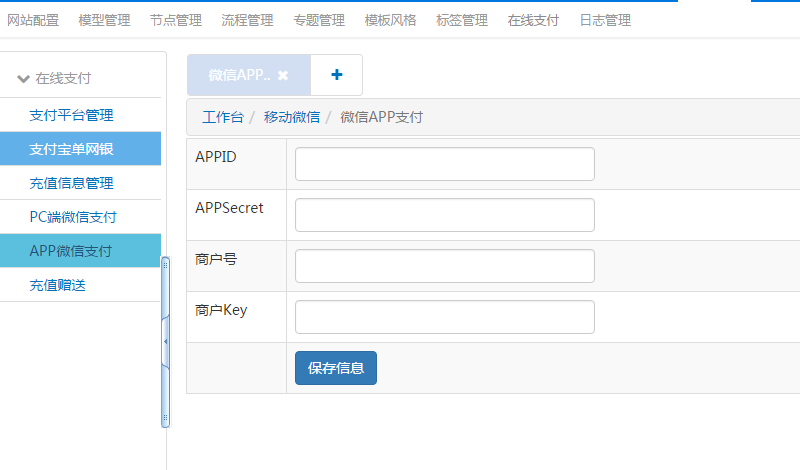 网站配置 模型管理 节点管理 流程管理 专题管理 模板风格 标签管理 在线支付 日志管理
在线支付
支付平台管理
支付宝单网银
充值信息管理
PC端微信支付
APP微信支付
充值赠送
微信APP.. ✖ +
工作台 / 移动微信 / 微信APP支付
APPID
APPSecret
商户号
商户Key
保存信息